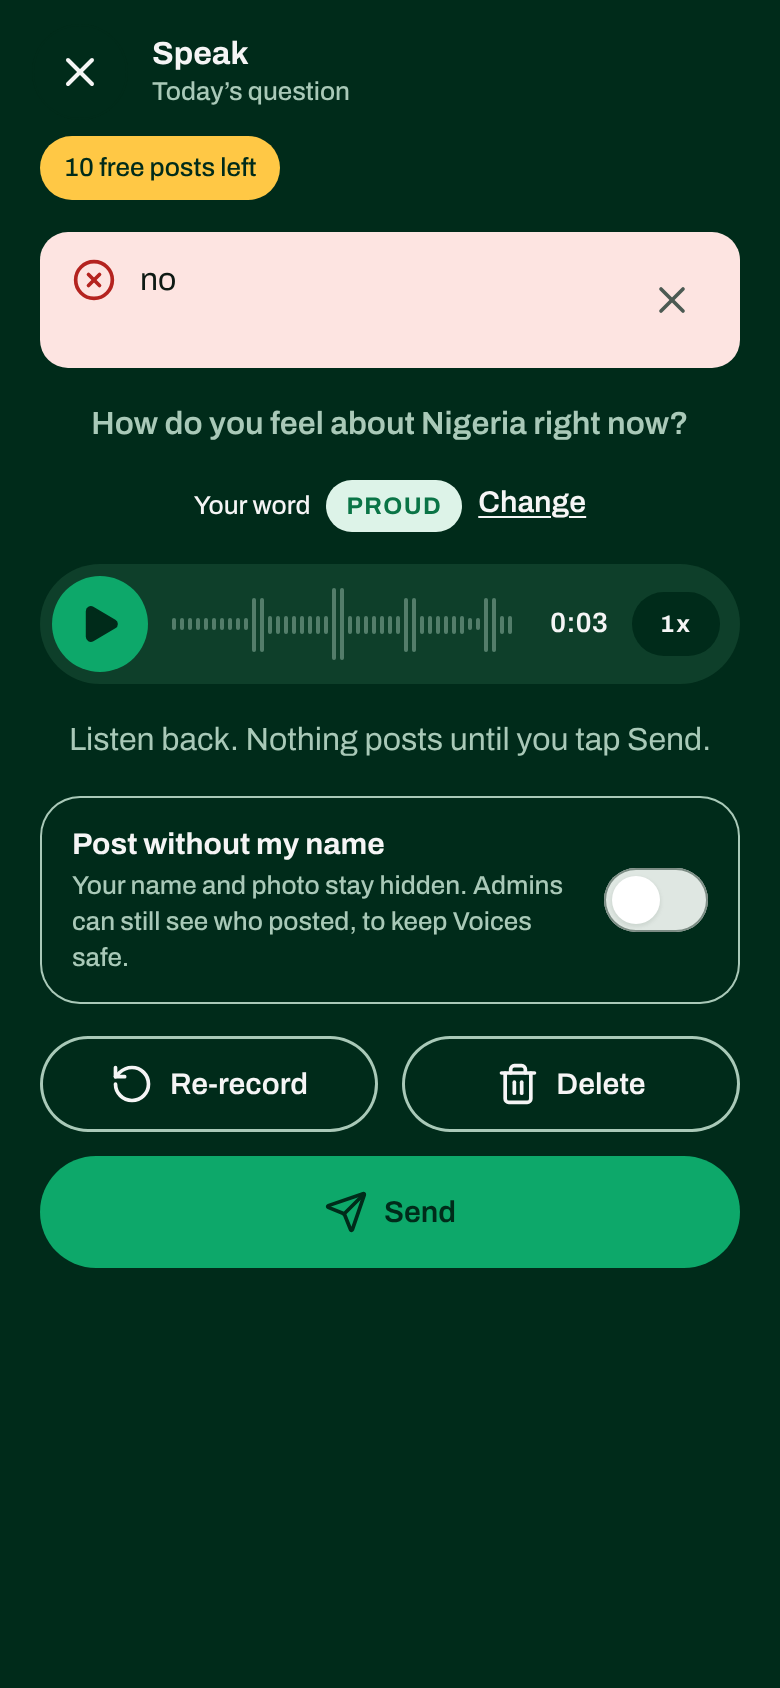 Speak
Today’s question
10 free posts left
no
How do you feel about Nigeria right now?
Your word PROUD Change
0:03 1x
Listen back. Nothing posts until you tap Send.
Post without my name
Your name and photo stay hidden. Admins
can still see who posted, to keep Voices
safe.
Re-record Delete
Send